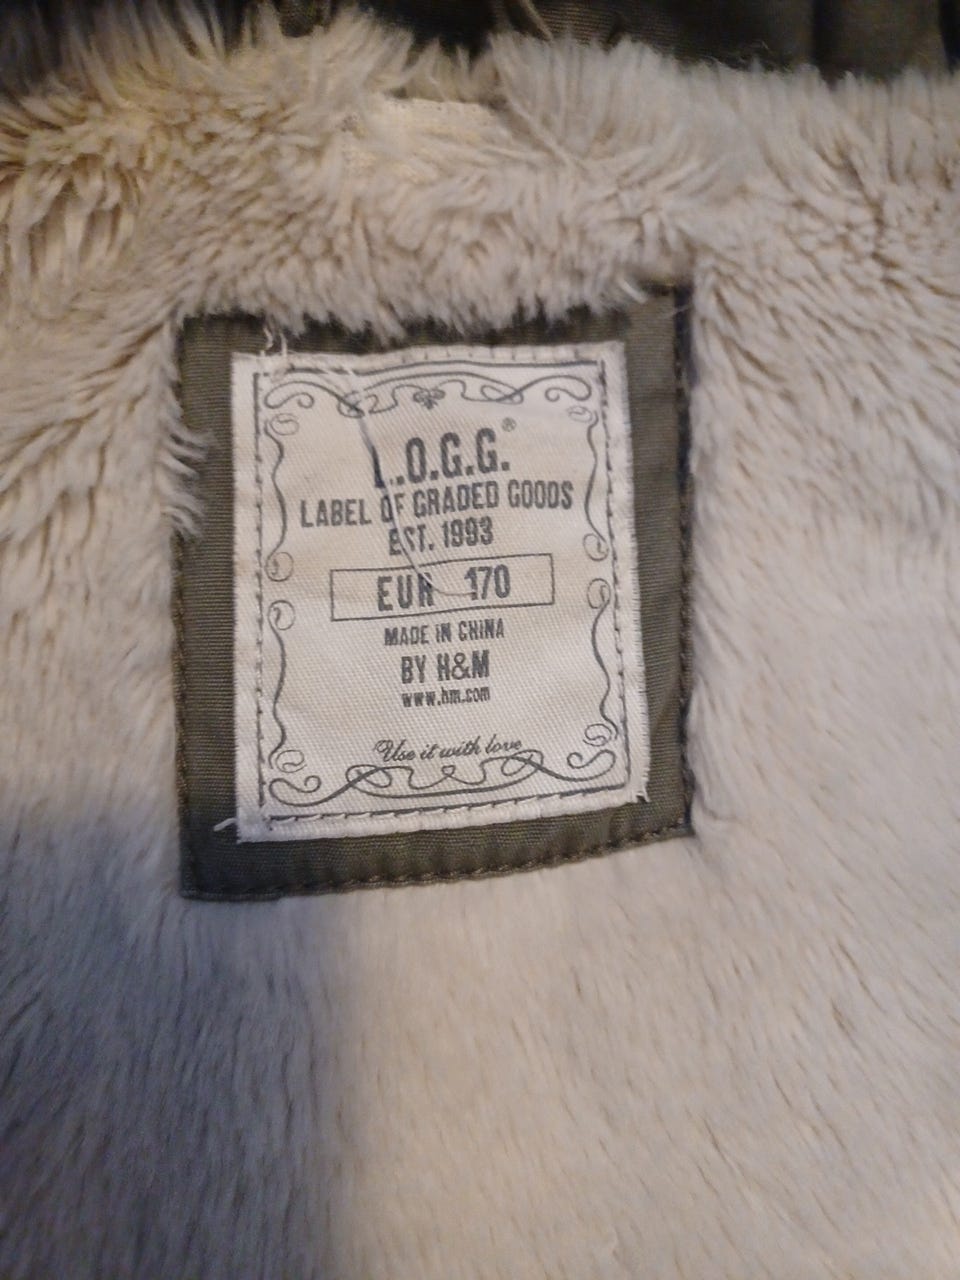 L.O.G.G.®
LABEL OF GRADED GOODS
EST. 1993
EUR 170
MADE IN CHINA
BY H&M
www.hm.com
Use it with love